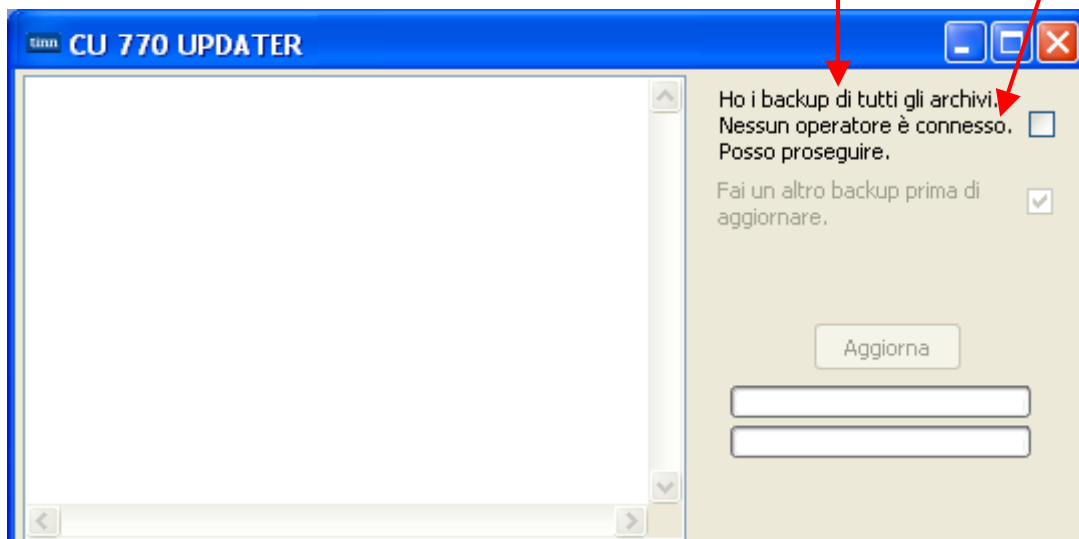 tinn CU 770 UPDATER
Ho i backup di tutti gli archivi.
Nessun operatore è connesso.
Posso proseguire.
Fai un altro backup prima di
aggiornare.
Aggiorna